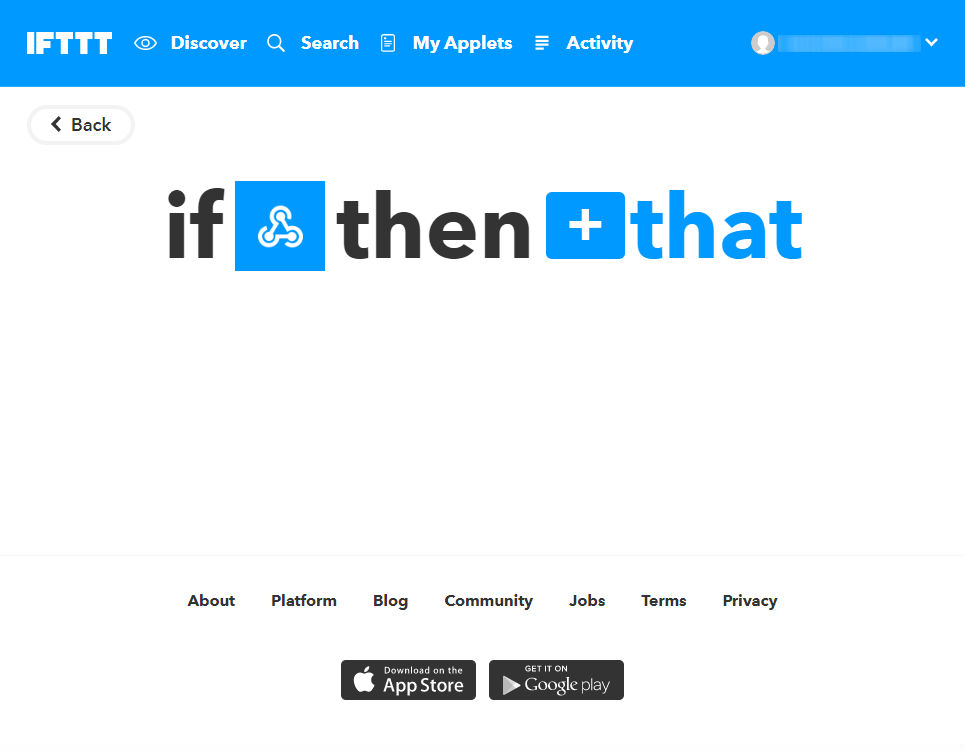 IFTTT Discover Search My Applets Activity
Back
if then +that
About Platform Blog Community Jobs Terms Privacy
Download on the
App Store
GET IT ON
Google play